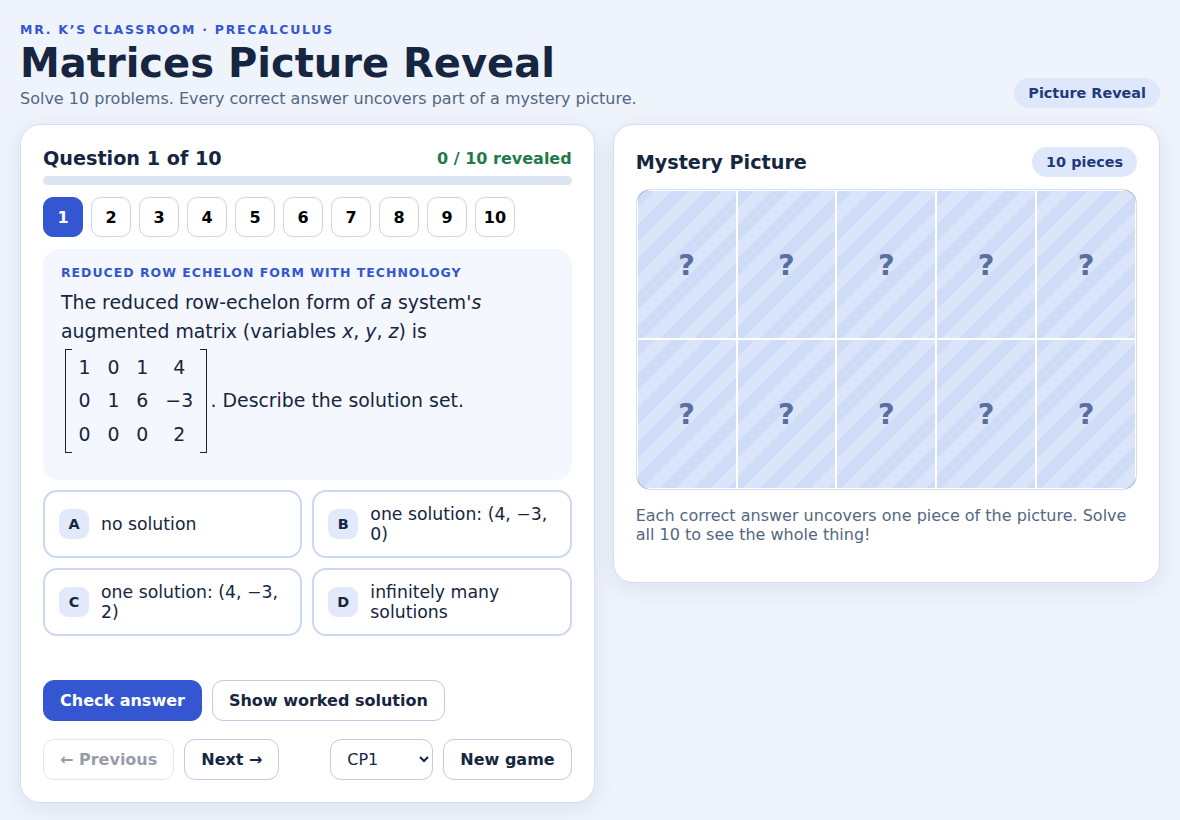 MR. K’S CLASSROOM · PRECALCULUS
Matrices Picture Reveal
Solve 10 problems. Every correct answer uncovers part of a mystery picture.
Picture Reveal
Question 1 of 10
0 / 10 revealed
1 2 3 4 5 6 7 8 9 10
REDUCED ROW ECHELON FORM WITH TECHNOLOGY
The reduced row-echelon form of a system's
augmented matrix (variables x, y, z) is
1 0 1 4
0 1 6 −3
0 0 0 2
. Describe the solution set.
A no solution
B one solution: (4, −3,
0)
C one solution: (4, −3,
2)
D infinitely many
solutions
Check answer
Show worked solution
← Previous
Next →
CP1
New game
Mystery Picture
10 pieces
? ? ? ? ?
? ? ? ? ?
Each correct answer uncovers one piece of the picture. Solve
all 10 to see the whole thing!